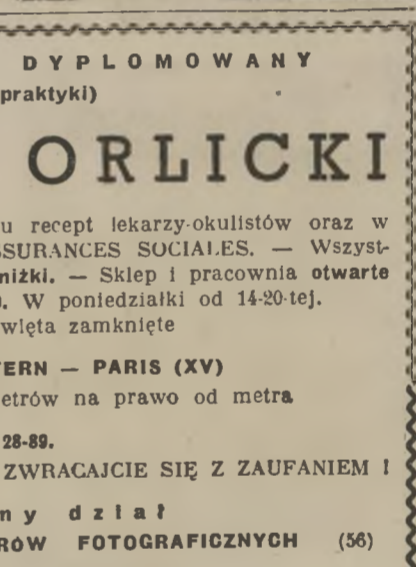 DYPLOMOWANY
praktyki)
ORLICKI
u recept lekarzy-okulistów oraz w
SSURANCES SOCIALES. — Wszyst-
niżki. — Sklep i pracownia otwarte
. W poniedziałki od 14-20-tej.
więta zamknięte
TERN — PARIS (XV)
etrów na prawo od metra
28-89.
ZWRACAJCIE SIĘ Z ZAUFANIEM !
ny dział
RÓW FOTOGRAFICZNYCH (56)